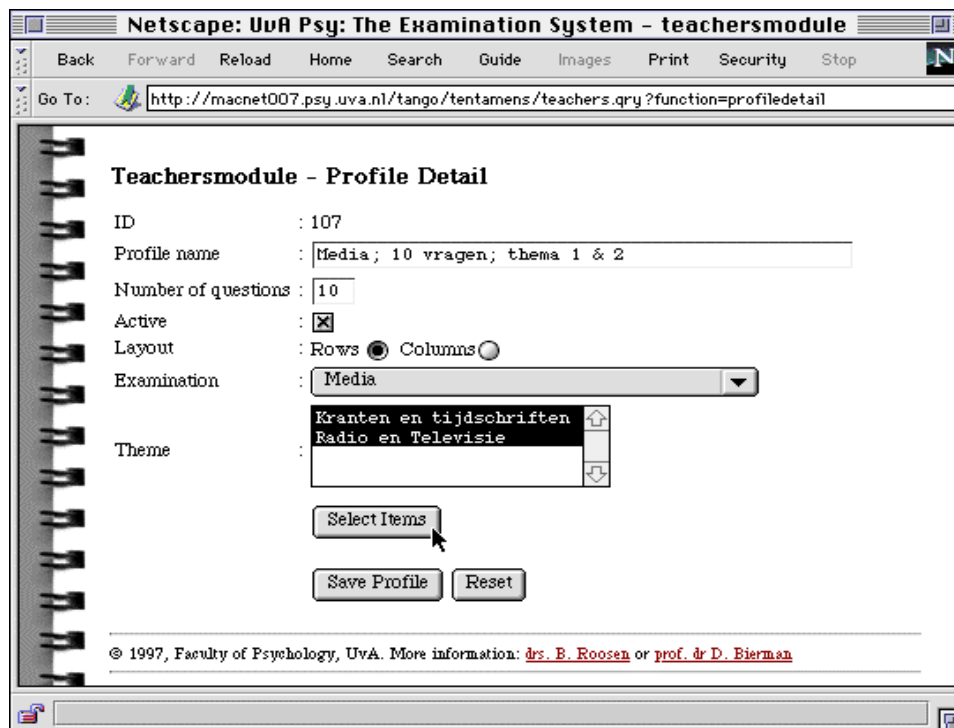 Netscape: UvA Psy: The Examination System – teachersmodule
Back Forward Reload Home Search Guide Images Print Security Stop N
Go To: http://macnet007.psy.uva.nl/tango/tentamens/teachers.qry?function=profiledetail
Teachersmodule - Profile Detail
ID : 107
Profile name : Media; 10 vragen; thema 1 & 2
Number of questions : 10
Active :
Layout : Rows Columns
Examination : Media
Kranten en tijdschriften
Radio en Televisie
Theme :
Select Items
Save Profile Reset
© 1997, Faculty of Psychology, UvA. More information: drs. B. Roosen or prof. dr D. Bierman